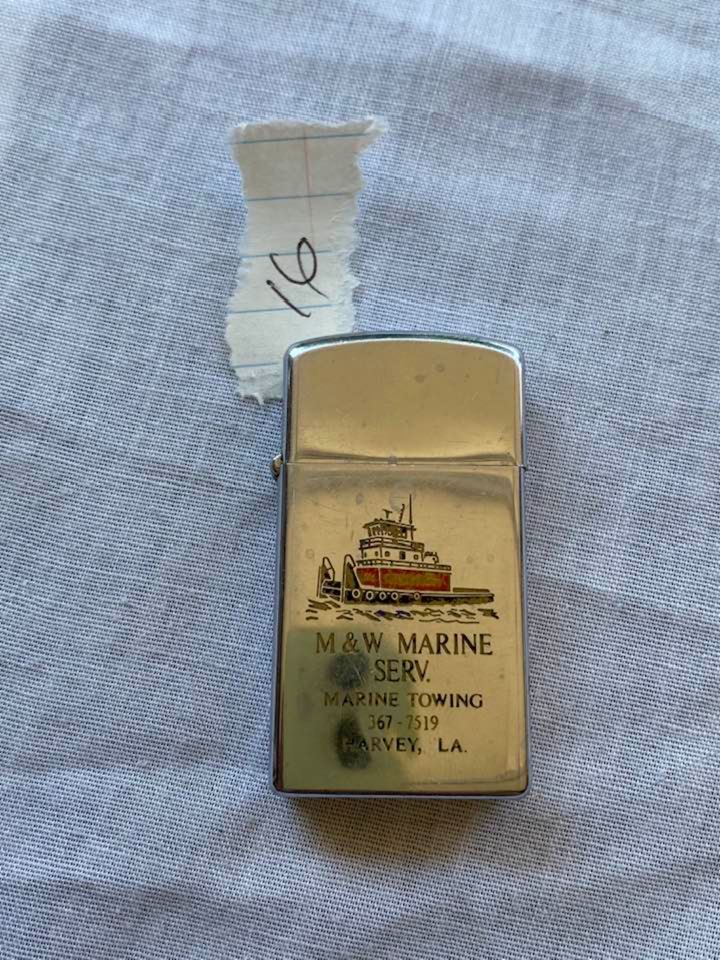 16
M & W MARINE
SERV.
MARINE TOWING
367-7519
HARVEY, LA.